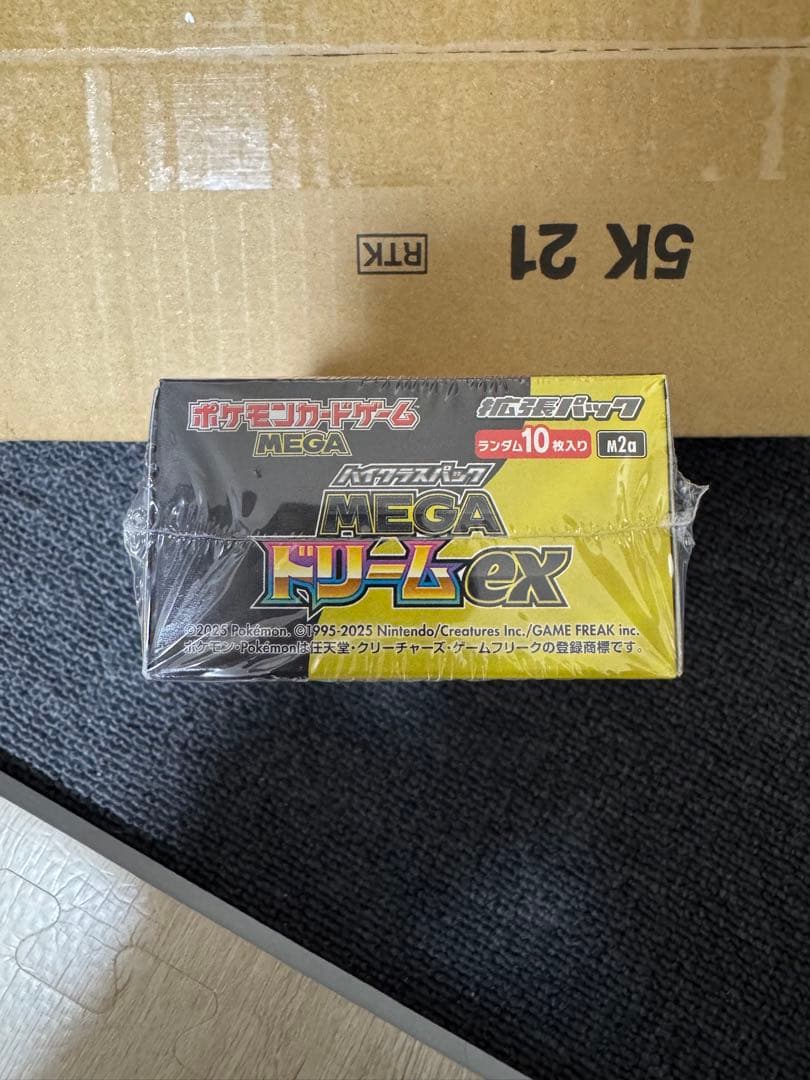 5K 21
RTK
ポケモンカードゲーム
MEGA
拡張パック
ランダム10枚入り
M2a
ハイクラスパック
MEGA
ドリームex
©2025 Pokémon. ©1995-2025 Nintendo/Creatures Inc./GAME FREAK inc.
ポケモン・Pokémonは任天堂・クリーチャーズ・ゲームフリークの登録商標です。